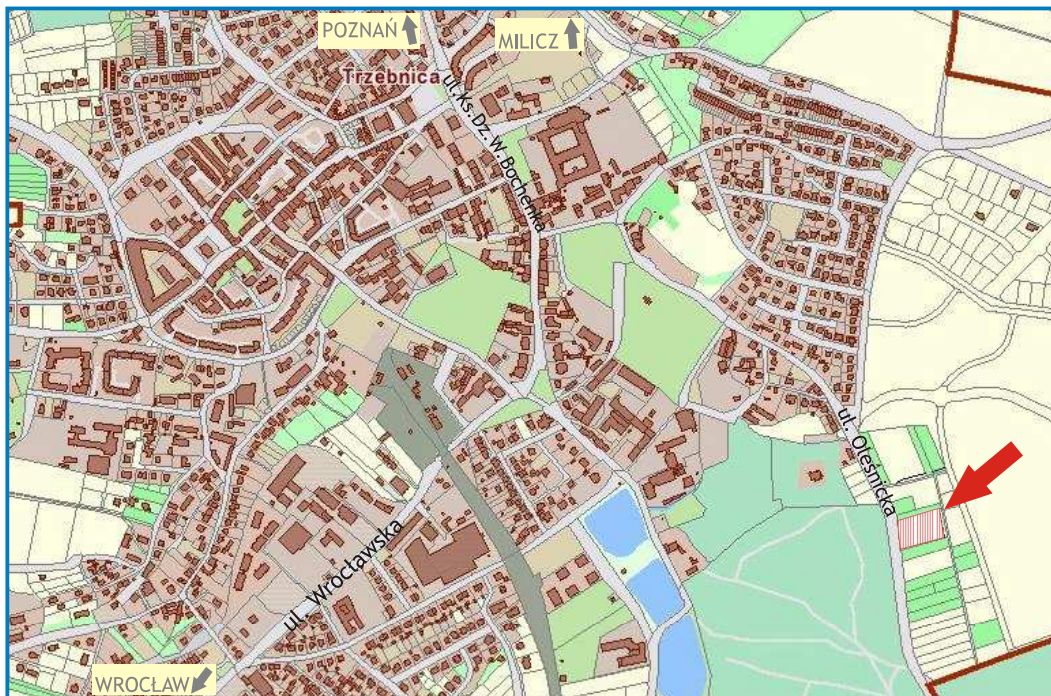 POZNAŃ
MILICZ
Trzebnica
ul.Ks.Dz.W.Bochenka
ul. Oleśnicka
ul. Wrocławska
WROCŁAW